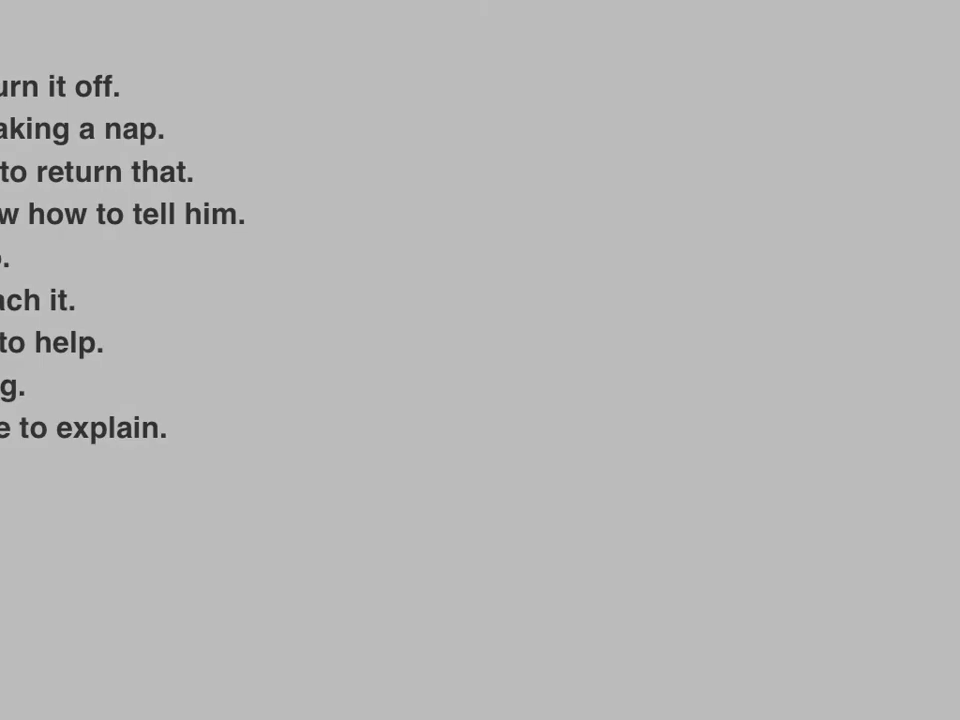 urn it off.
aking a nap.
to return that.
w how to tell him.
.
ach it.
to help.
g.
e to explain.